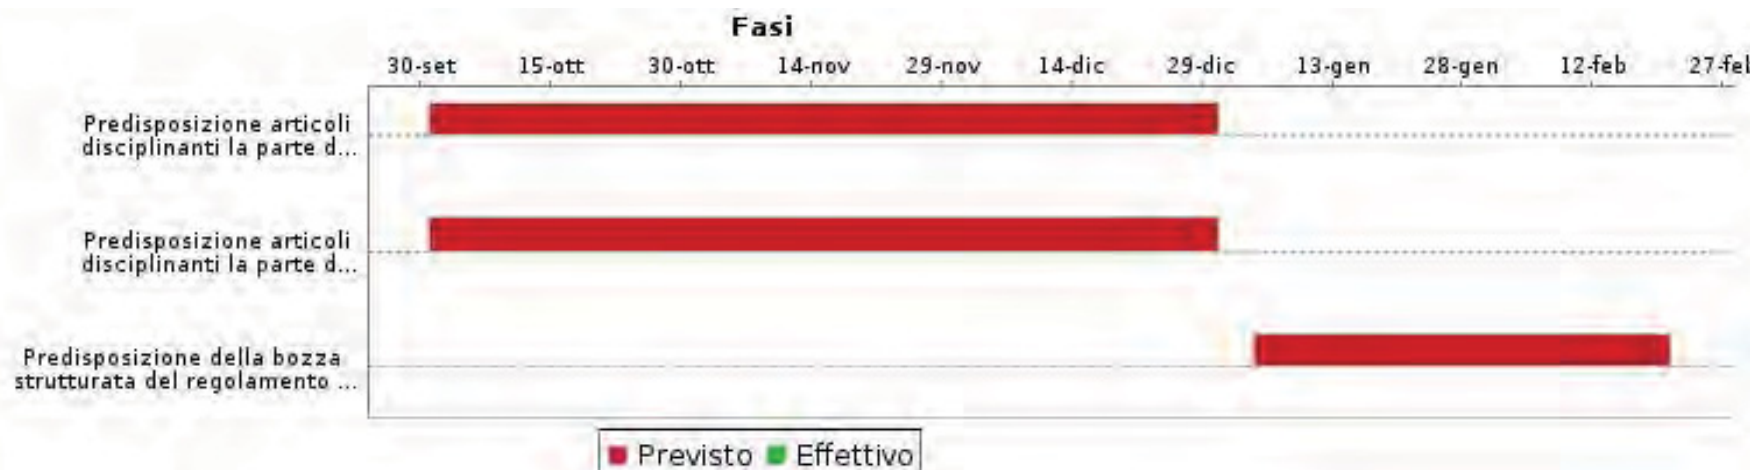 Fasi
30-set 15-ott 30-ott 14-nov 29-nov 14-dic 29-dic 13-gen 28-gen 12-feb 27-fel
Predisposizione articoli
disciplinanti la parte d...
Predisposizione articoli
disciplinanti la parte d...
Predisposizione della bozza
strutturata del regolamento ...
Previsto Effettivo